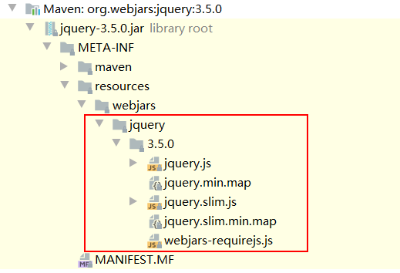 Maven: org.webjars:jquery:3.5.0
jquery-3.5.0.jar library root
META-INF
maven
resources
webjars
jquery
3.5.0
jquery.js
jquery.min.map
jquery.slim.js
jquery.slim.min.map
webjars-requirejs.js
MANIFEST.MF